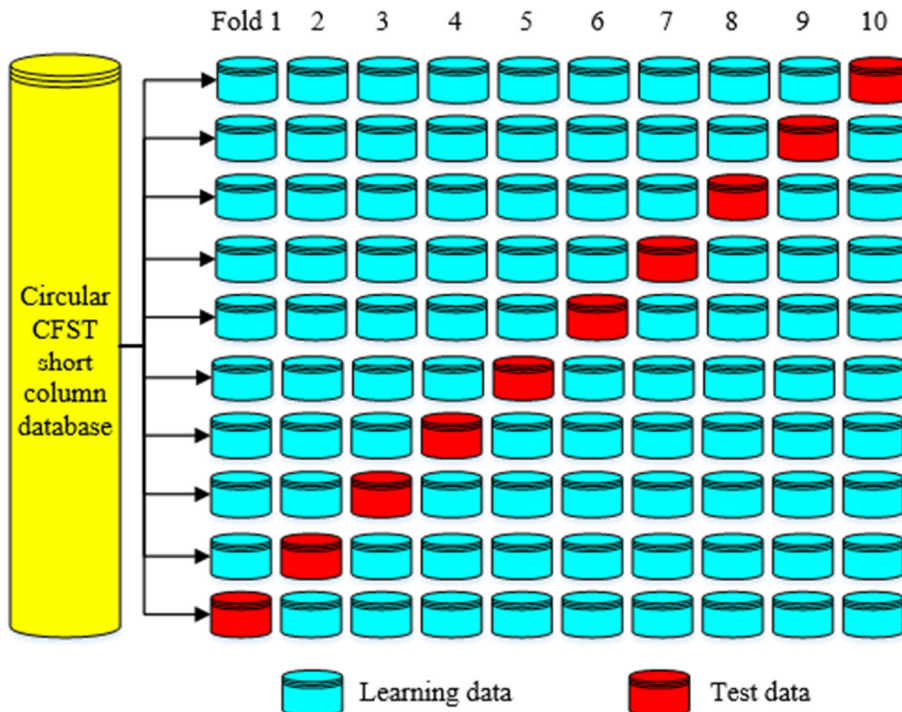 Fold 1 2 3 4 5 6 7 8 9 10
Circular
CFST
short
column
database
Learning data
Test data